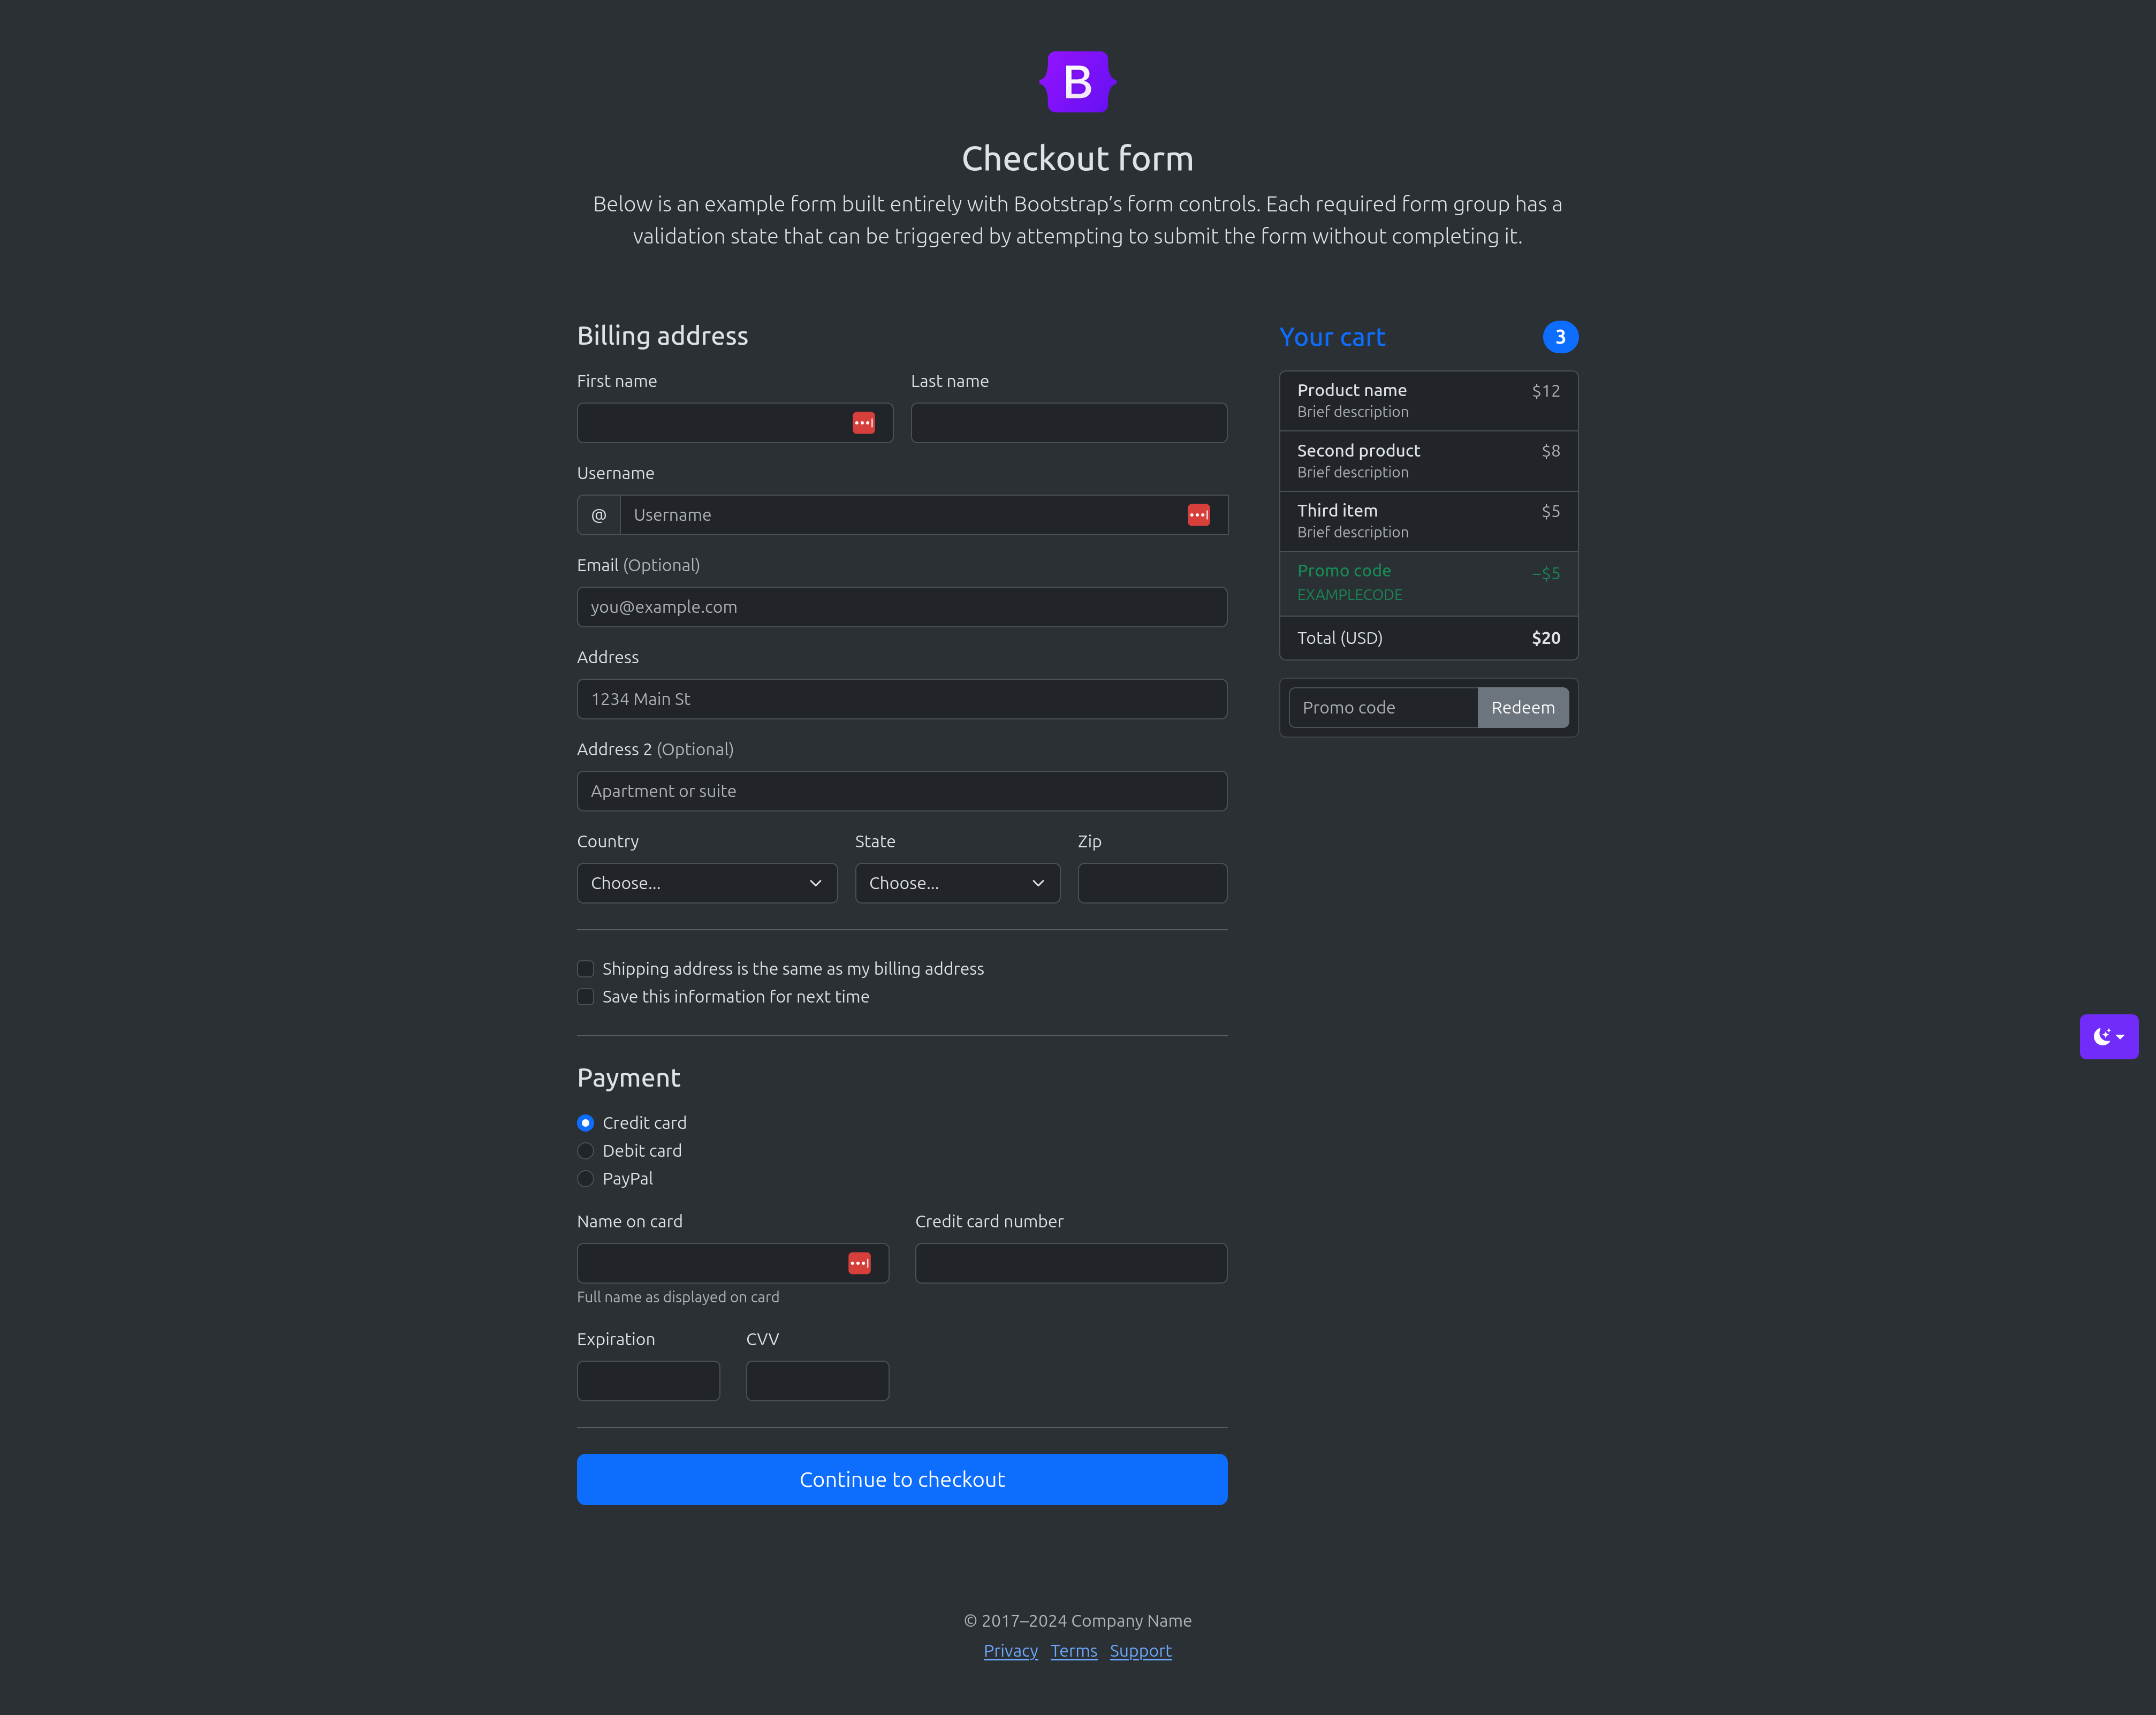 B
Checkout form
Below is an example form built entirely with Bootstrap’s form controls. Each required form group has a
validation state that can be triggered by attempting to submit the form without completing it.
Billing address
First name
Last name
Username
@
Username
Email (Optional)
you@example.com
Address
1234 Main St
Address 2 (Optional)
Apartment or suite
Country
State
Zip
Choose...
Choose...
Shipping address is the same as my billing address
Save this information for next time
Payment
Credit card
Debit card
PayPal
Name on card
Credit card number
Full name as displayed on card
Expiration
CVV
Continue to checkout
Your cart
3
Product name
$12
Brief description
Second product
$8
Brief description
Third item
$5
Brief description
Promo code
−$5
EXAMPLECODE
Total (USD)
$20
Promo code
Redeem
© 2017–2024 Company Name
Privacy Terms Support